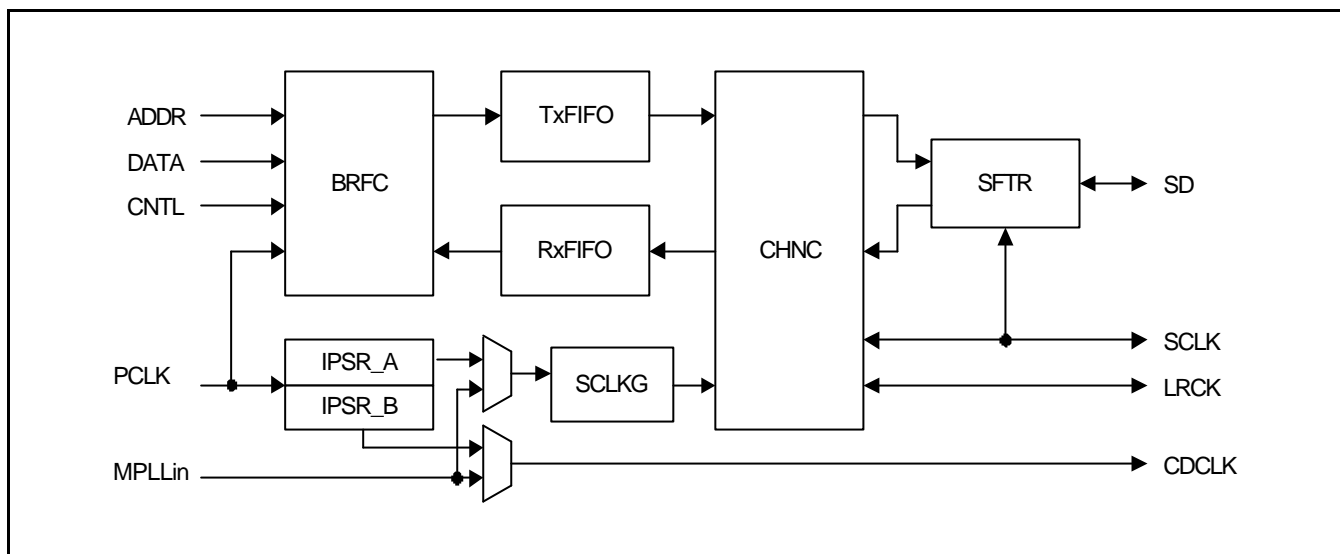 ADDR
DATA
CNTL
BRFC
TxFIFO
RxFIFO
CHNC
SFTR
SD
PCLK
IPSR_A
IPSR_B
SCLKG
SCLK
LRCK
MPLLin
CDCLK